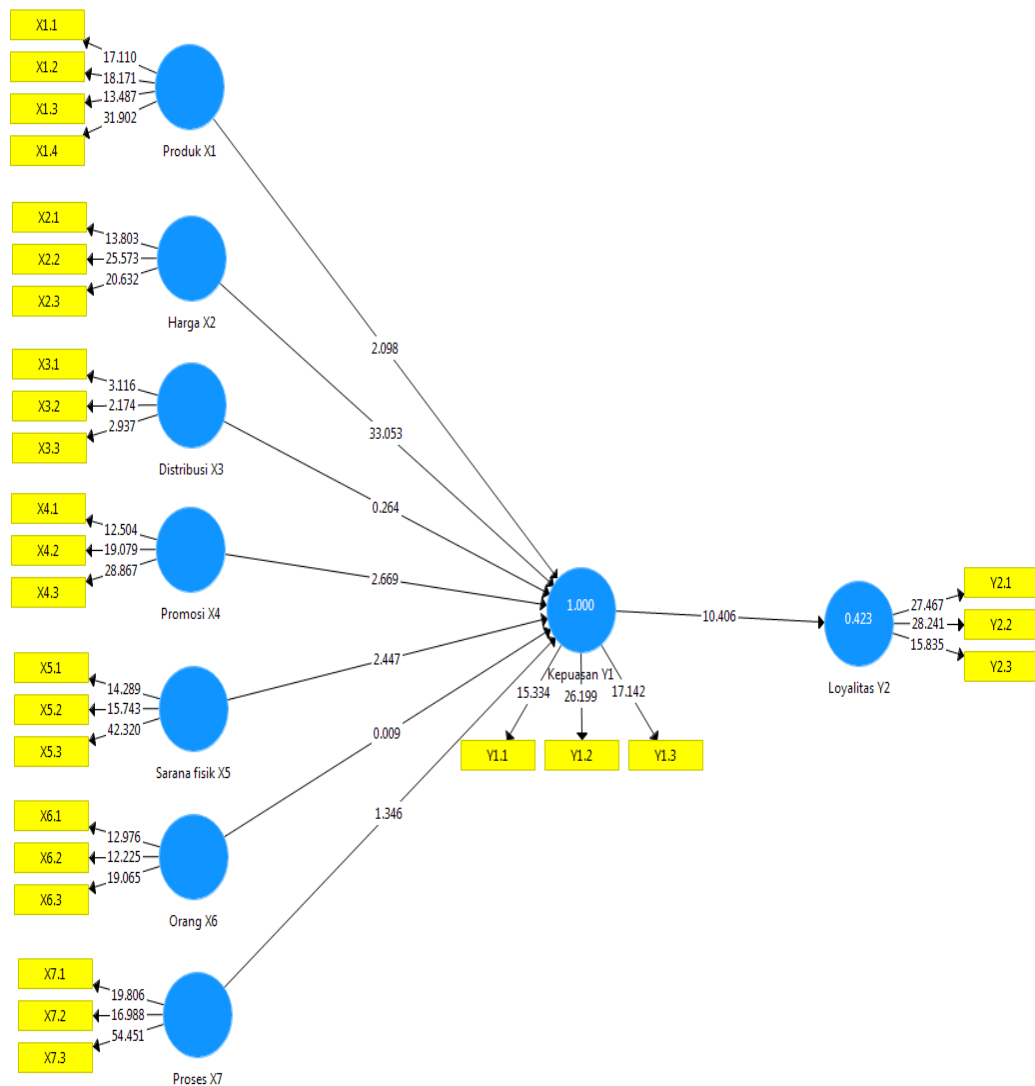 X1.1
17.110
X1.2
18.171
X1.3
13.487
31.902
X1.4
Produk X1
X2.1
13.803
X2.2
25.573
X2.3
20.632
Harga X2
2.098
X3.1
3.116
X3.2
2.174
X3.3
2.937
Distribusi X3
33.053
X4.1
12.504
X4.2
19.079
X4.3
28.867
Promosi X4
0.264
2.669
X5.1
14.289
X5.2
15.743
X5.3
42.320
Sarana fisik X5
2.447
X6.1
12.976
X6.2
12.225
X6.3
19.065
Orang X6
0.009
X7.1
19.806
X7.2
16.988
X7.3
54.451
Proses X7
1.346
1.000
Kepuasan Y1
15.334
26.199
17.142
Y1.1
Y1.2
Y1.3
10.406
0.423
Loyalitas Y2
27.467
28.241
15.835
Y2.1
Y2.2
Y2.3